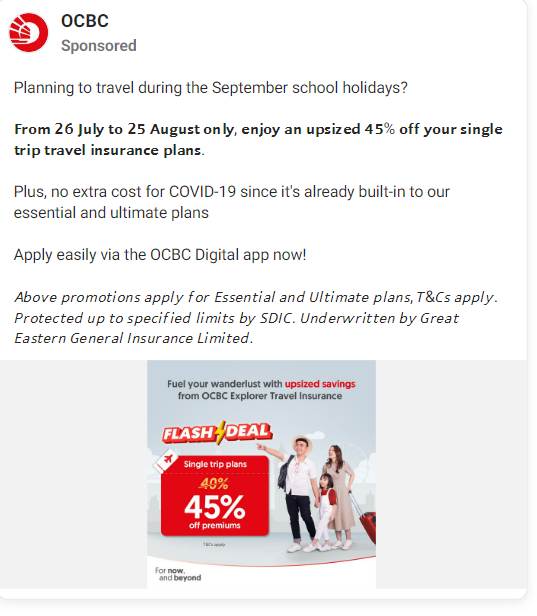 OCBC
Sponsored
Planning to travel during the September school holidays?
From 26 July to 25 August only, enjoy an upsized 45% off your single
trip travel insurance plans.
Plus, no extra cost for COVID-19 since it's already built-in to our
essential and ultimate plans
Apply easily via the OCBC Digital app now!
Above promotions apply for Essential and Ultimate plans, T&Cs apply.
Protected up to specified limits by SDIC. Underwritten by Great
Eastern General Insurance Limited.
Fuel your wanderlust with upsized savings
from OCBC Explorer Travel Insurance
FLASH DEAL
Single trip plans
40%
45%
off premiums
T&Cs apply.
For now,
and beyond